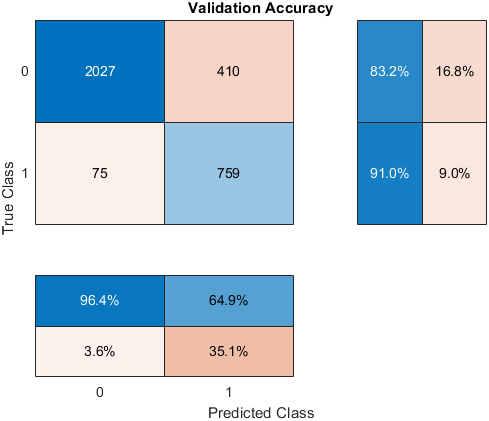 Validation Accuracy
True Class
0 2027 410 83.2% 16.8%
1 75 759 91.0% 9.0%
96.4% 64.9%
3.6% 35.1%
0 1
Predicted Class